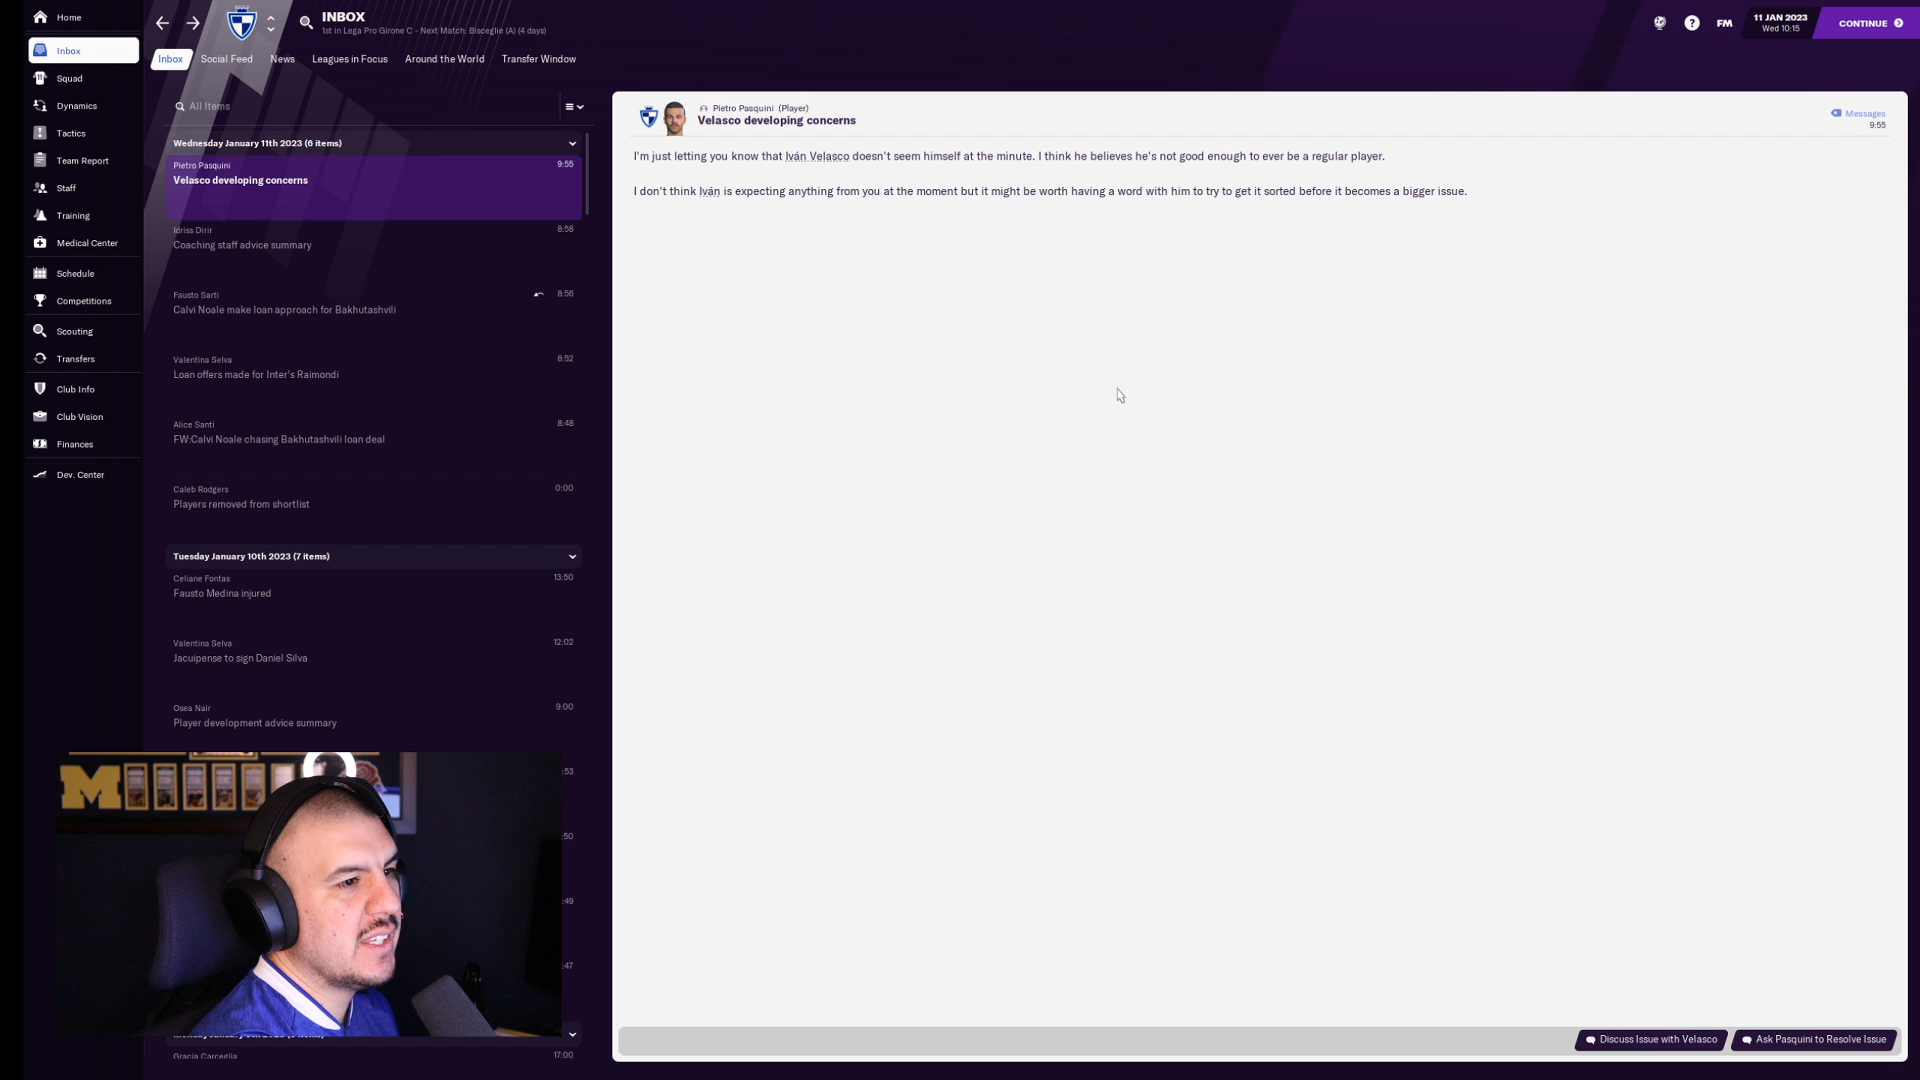 Home
INBOX
1st in Lega Pro Girone C - Next Match: Bisceglie (A) (4 days)
FM
11 JAN 2023
Wed 10:15
CONTINUE
Inbox
Squad
Dynamics
Tactics
Team Report
Staff
Training
Medical Center
Schedule
Competitions
Scouting
Transfers
Club Info
Club Vision
Finances
Dev. Center
Inbox Social Feed News Leagues in Focus Around the World Transfer Window
All Items
Wednesday January 11th 2023 (6 items)
Pietro Pasquini 9:55
Velasco developing concerns
Idriss Dirir 8:58
Coaching staff advice summary
Fausto Sarti 8:56
Calvi Noale make loan approach for Bakhutashvili
Valentina Selva 8:52
Loan offers made for Inter's Raimondi
Alice Santi 8:48
FW:Calvi Noale chasing Bakhutashvili loan deal
Caleb Rodgers 0:00
Players removed from shortlist
Tuesday January 10th 2023 (7 items)
Celiane Fontas 13:50
Fausto Medina injured
Valentina Selva 12:02
Jacuipense to sign Daniel Silva
Osea Nair 9:00
Player development advice summary
:53
:50
:49
:47
Gracia Carceglia 17:00
M
Pietro Pasquini (Player)
Velasco developing concerns
Messages
9:55
I'm just letting you know that Iván Velasco doesn't seem himself at the minute. I think he believes he's not good enough to ever be a regular player.
I don't think Iván is expecting anything from you at the moment but it might be worth having a word with him to try to get it sorted before it becomes a bigger issue.
Discuss Issue with Velasco
Ask Pasquini to Resolve Issue